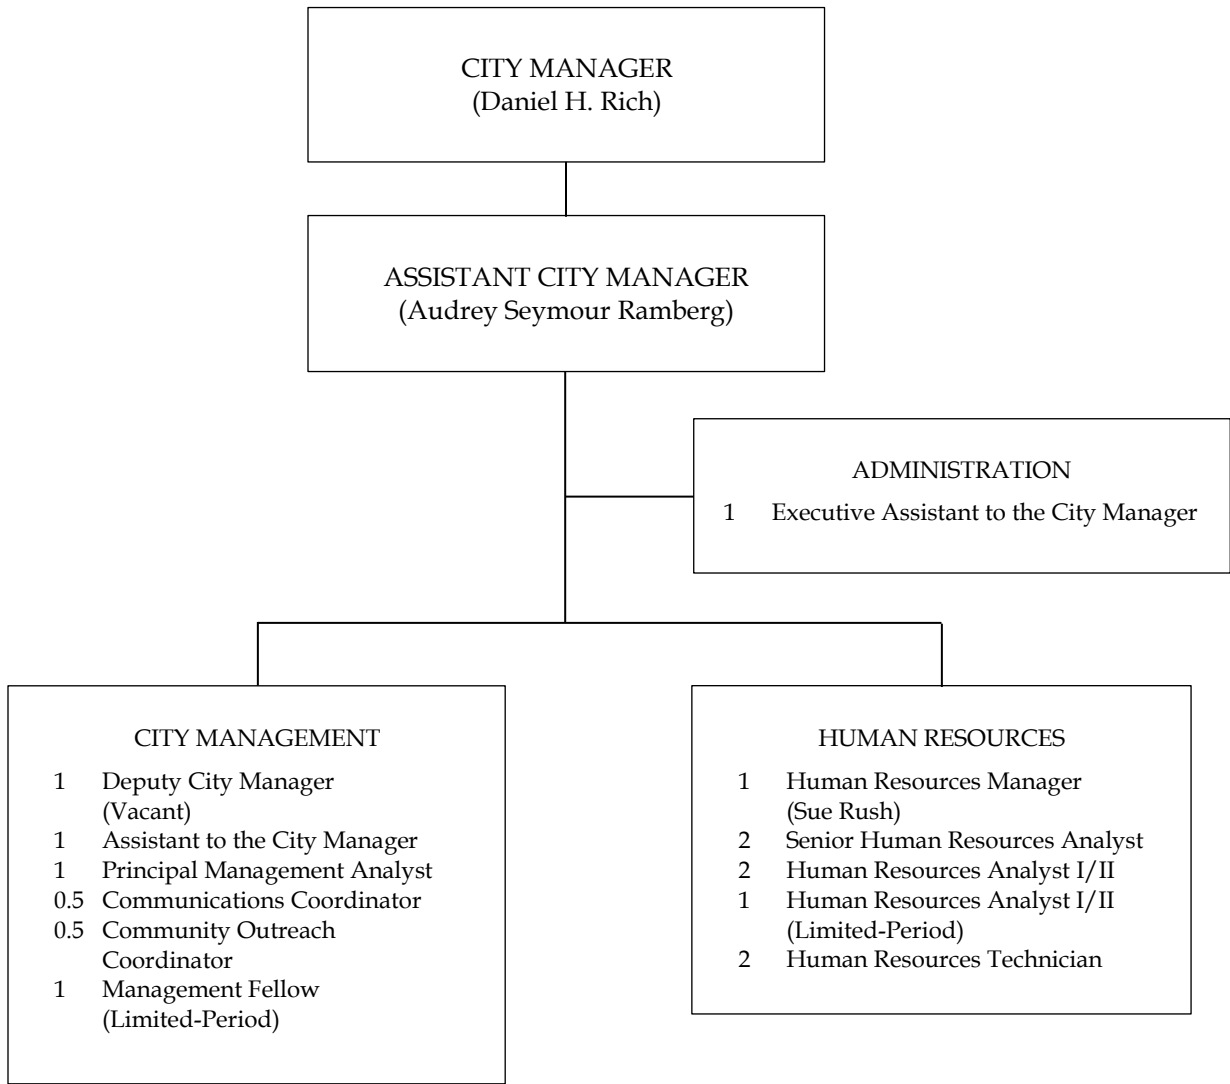 CITY MANAGER
(Daniel H. Rich)
ASSISTANT CITY MANAGER
(Audrey Seymour Ramberg)
ADMINISTRATION
1 Executive Assistant to the City Manager
CITY MANAGEMENT
1 Deputy City Manager
(Vacant)
1 Assistant to the City Manager
1 Principal Management Analyst
0.5 Communications Coordinator
0.5 Community Outreach
Coordinator
1 Management Fellow
(Limited-Period)
HUMAN RESOURCES
1 Human Resources Manager
(Sue Rush)
2 Senior Human Resources Analyst
2 Human Resources Analyst I/II
1 Human Resources Analyst I/II
(Limited-Period)
2 Human Resources Technician